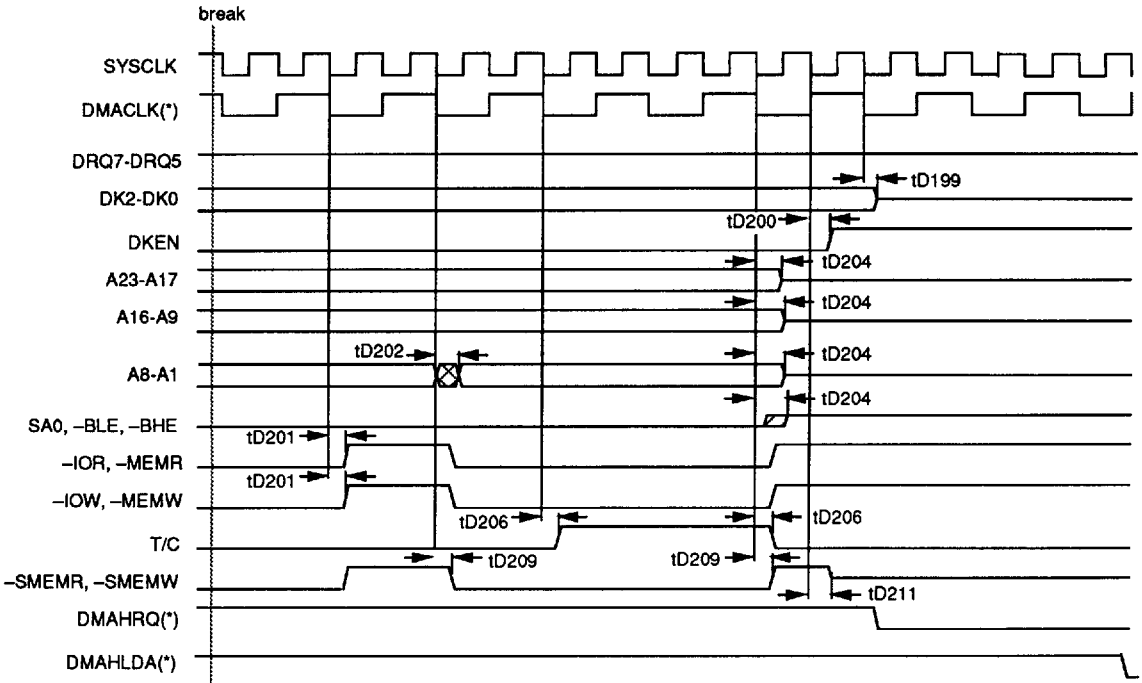 break
SYSCLK
DMACLK(*)
DRQ7-DRQ5
tD199
DK2-DK0
tD200
DKEN
tD204
A23-A17
tD204
A16-A9
tD202
tD204
A8-A1
tD204
SA0, –BLE, –BHE
tD201
–IOR, –MEMR
tD201
–IOW, –MEMW
tD206
tD206
T/C
tD209
tD209
–SMEMR, –SMEMW
tD211
DMAHRQ(*)
DMAHLDA(*)